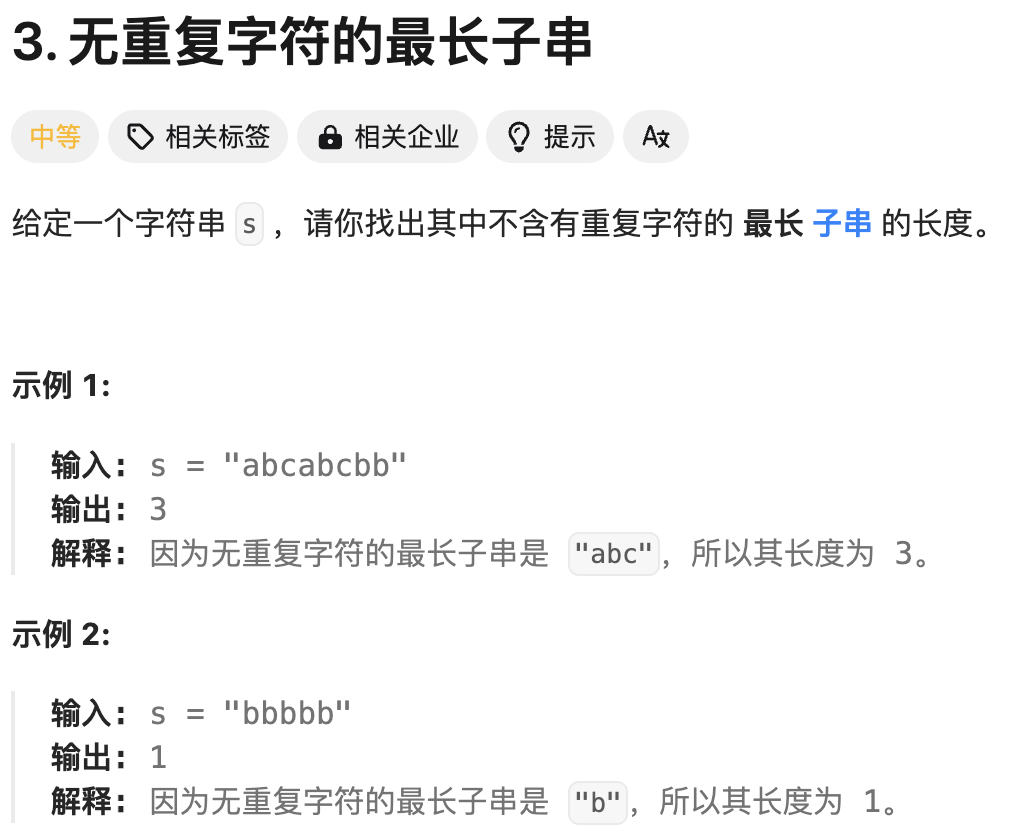 3. 无重复字符的最长子串
中等 相关标签 相关企业 提示 Aあ
给定一个字符串 s ，请你找出其中不含有重复字符的 最长 子串 的长度。
示例 1:
输入: s = "abcabcbb"
输出: 3
解释: 因为无重复字符的最长子串是 "abc"，所以其长度为 3。
示例 2:
输入: s = "bbbbb"
输出: 1
解释: 因为无重复字符的最长子串是 "b"，所以其长度为 1。